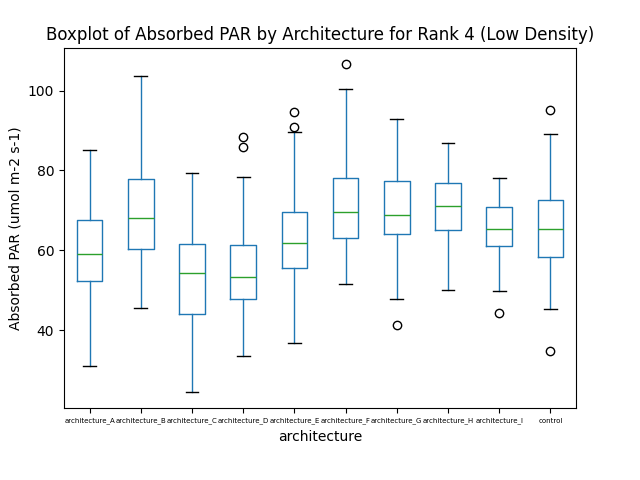 Boxplot of Absorbed PAR by Architecture for Rank 4 (Low Density)
Absorbed PAR (umol m-2 s-1)
100
80
60
40
architecture_A architecture_B architecture_C architecture_D architecture_E architecture_F architecture_G architecture_H architecture_I control
architecture